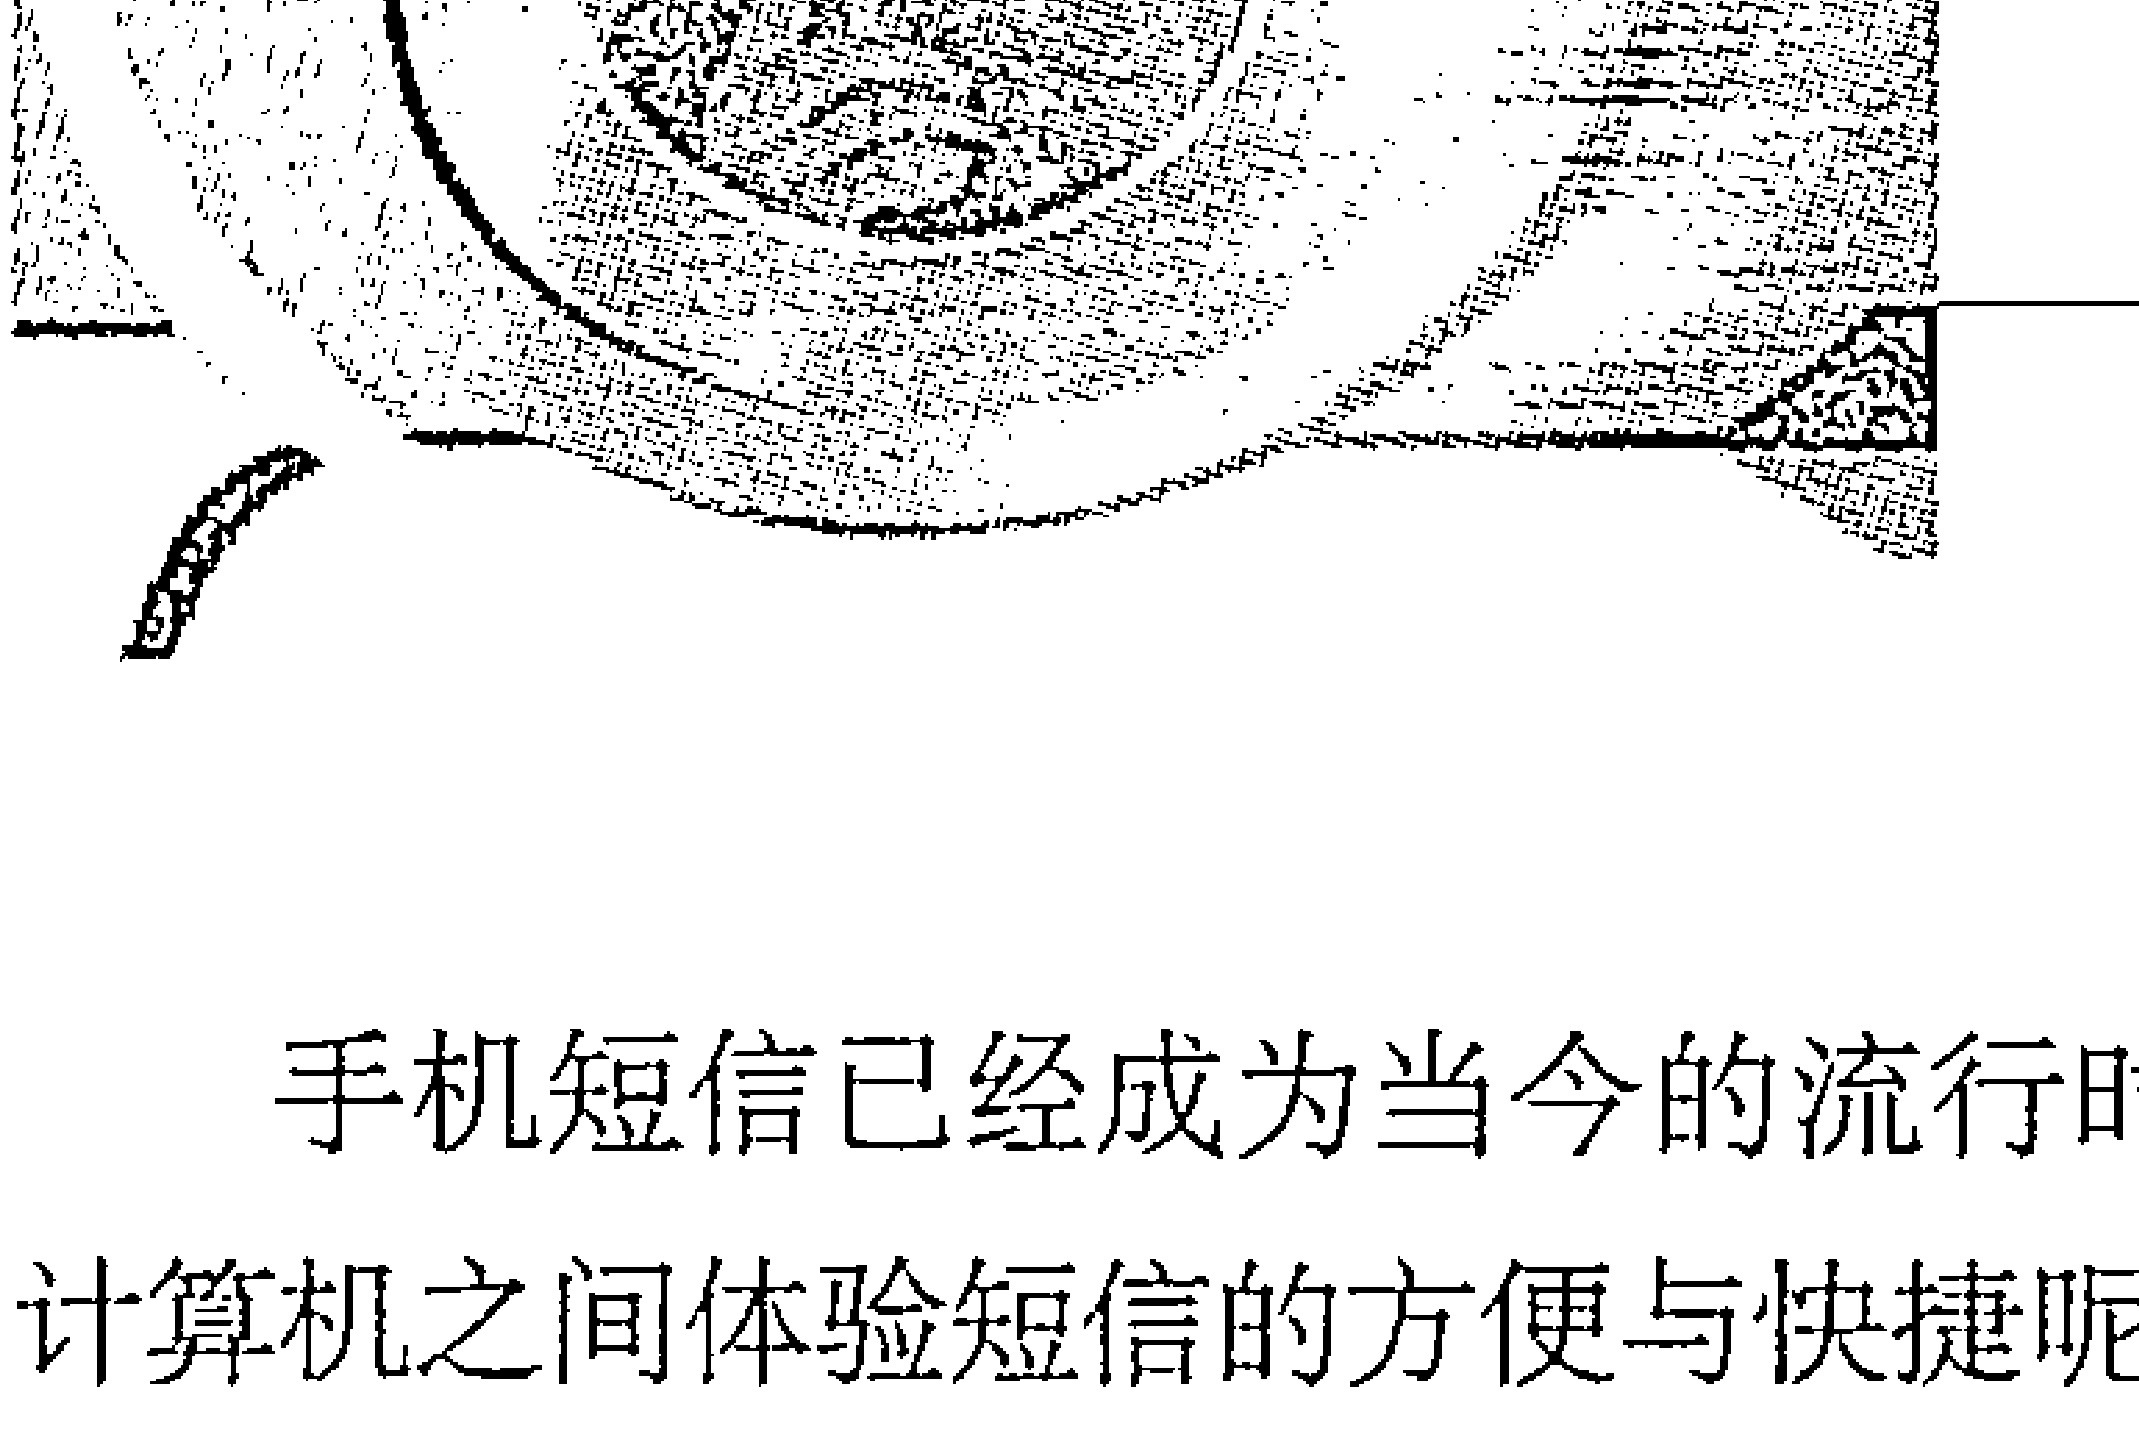 手机短信已经成为当今的流行时
计算机之间体验短信的方便与快捷呢